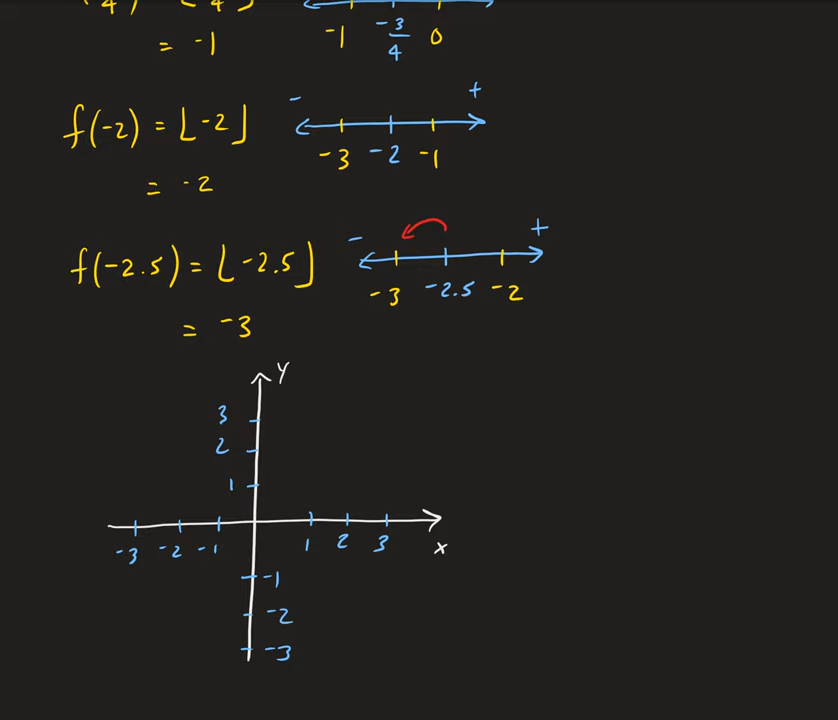 = -1
-1 -3/4 0
- +
f(-2) = ⌊-2⌋
-3 -2 -1
= -2
- +
f(-2.5) = ⌊-2.5⌋
-3 -2.5 -2
= -3
y
3
2
1
-3 -2 -1 1 2 3 x
-1
-2
-3